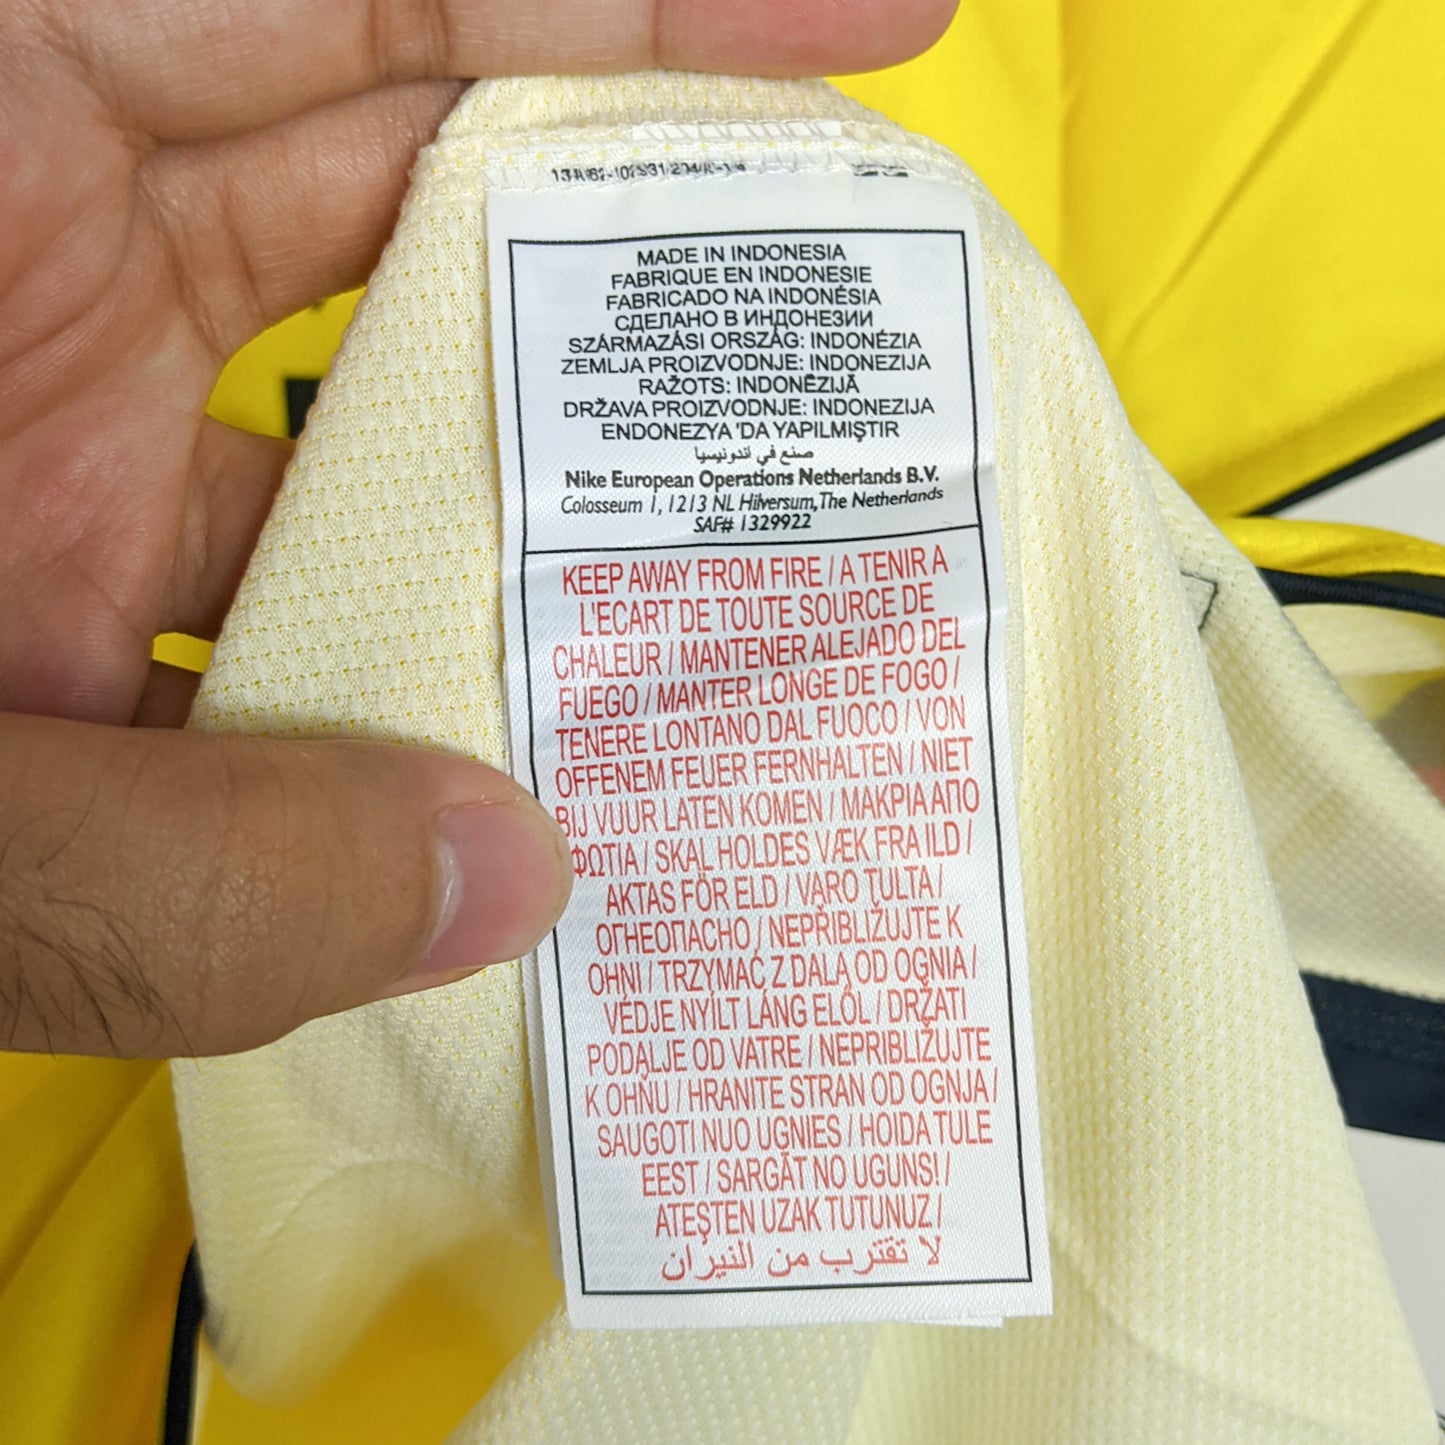 MADE IN INDONESIA
FABRIQUE EN INDONESIE
FABRICADO NA INDONÉSIA
СДЕЛАНО В ИНДОНЕЗИИ
SZÁRMAZÁSI ORSZÁG: INDONÉZIA
ZEMLJA PROIZVODNJE: INDONEZIJA
RAŽOTS: INDONĒZIJĀ
DRŽAVA PROIZVODNJE: INDONEZIJA
ENDONEZYA 'DA YAPILMIŞTIR
صنع في اندونيسيا
Nike European Operations Netherlands B.V.
Colosseum 1, 1213 NL Hilversum, The Netherlands
SAF# 1329922
KEEP AWAY FROM FIRE / A TENIR A
L'ECART DE TOUTE SOURCE DE
CHALEUR / MANTENER ALEJADO DEL
FUEGO / MANTER LONGE DE FOGO /
TENERE LONTANO DAL FUOCO / VON
OFFENEM FEUER FERNHALTEN / NIET
BIJ VUUR LATEN KOMEN / ΜΑΚΡΙΑ ΑΠΟ
ΦΩΤΙΑ / SKAL HOLDES VÆK FRA ILD /
AKTAS FÖR ELD / VARO TULTA /
ОГНЕОПАСНО / NEPŘIBLIŽUJTE K
OHNI / TRZYMAĆ Z DALA OD OGNIA /
VÉDJE NYÍLT LÁNG ELŐL / DRŽATI
PODALJE OD VATRE / NEPRIBLIŽUJTE
K OHŇU / HRANITE STRAN OD OGNJA /
SAUGOTI NUO UGNIES / HOIDA TULE
EEST / SARGĀT NO UGUNS! /
ATEŞTEN UZAK TUTUNUZ /
لا تقترب من النيران